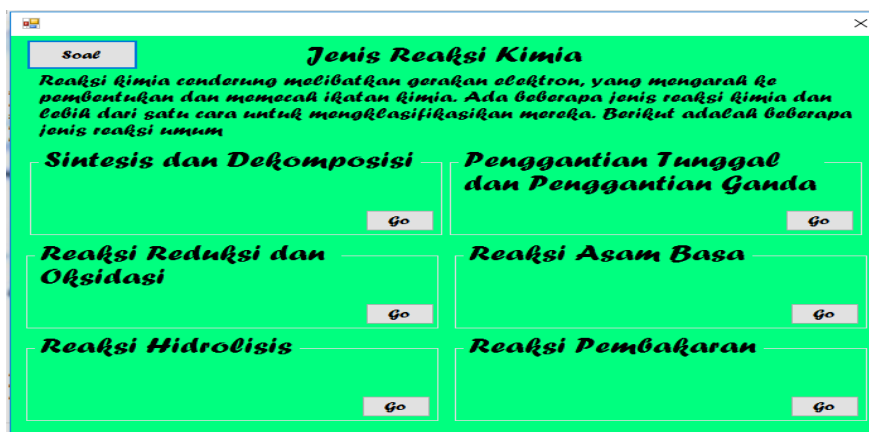 Soal
Jenis Reaksi Kimia
Reaksi kimia cenderung melibatkan gerakan elektron, yang mengarah ke
pembentukan dan memecah ikatan kimia. Ada beberapa jenis reaksi kimia dan
lebih dari satu cara untuk mengklasifikasikan mereka. Berikut adalah beberapa
jenis reaksi umum
Sintesis dan Dekomposisi
Go
Penggantian Tunggal
dan Penggantian Ganda
Go
Reaksi Reduksi dan
Oksidasi
Go
Reaksi Asam Basa
Go
Reaksi Hidrolisis
Go
Reaksi Pembakaran
Go